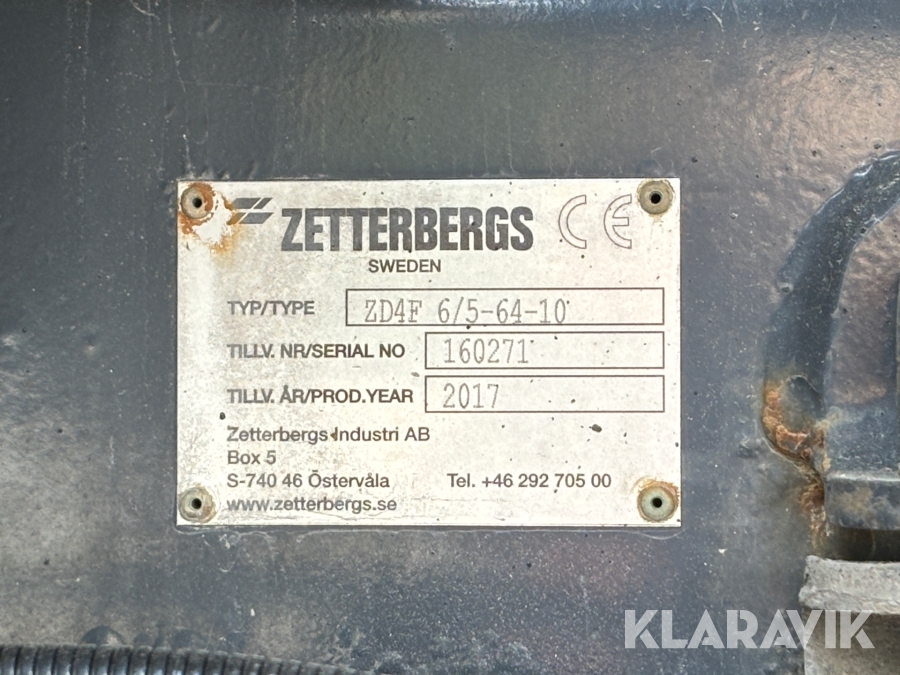 ZETTERBERGS CE
SWEDEN
TYP/TYPE ZD4F 6/5-64-10
TILLV. NR/SERIAL NO 160271
TILLV. ÅR/PROD.YEAR 2017
Zetterbergs Industri AB
Box 5
S-740 46 Östervåla Tel. +46 292 705 00
www.zetterbergs.se
KLARAVIK